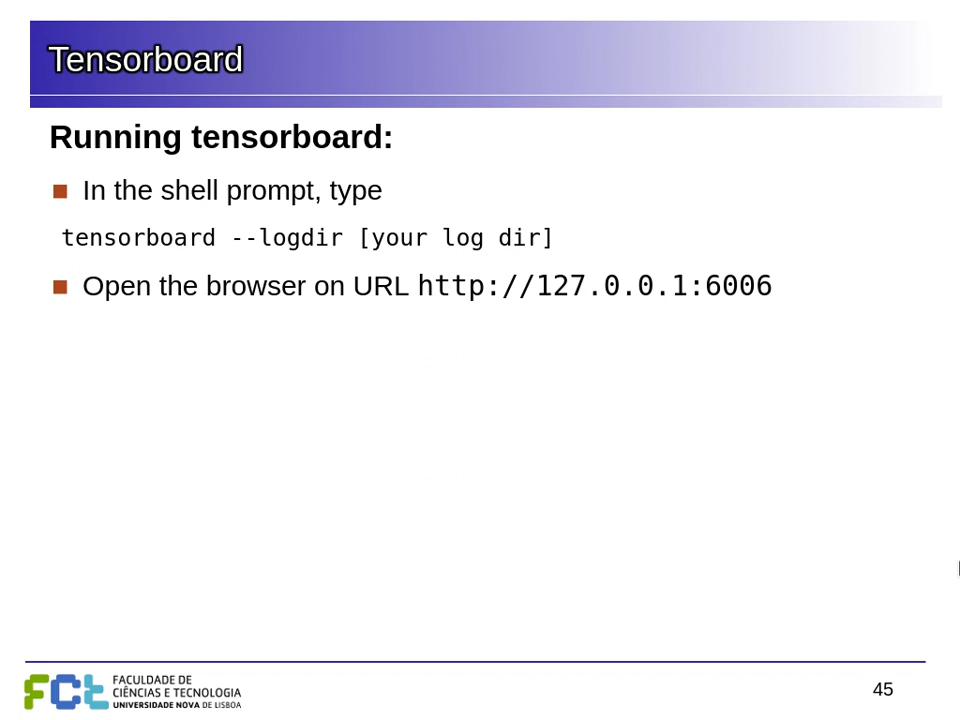 Tensorboard
Running tensorboard:
In the shell prompt, type
tensorboard --logdir [your log dir]
Open the browser on URL http://127.0.0.1:6006
FCt
FACULDADE DE
CIÊNCIAS E TECNOLOGIA
UNIVERSIDADE NOVA DE LISBOA
45